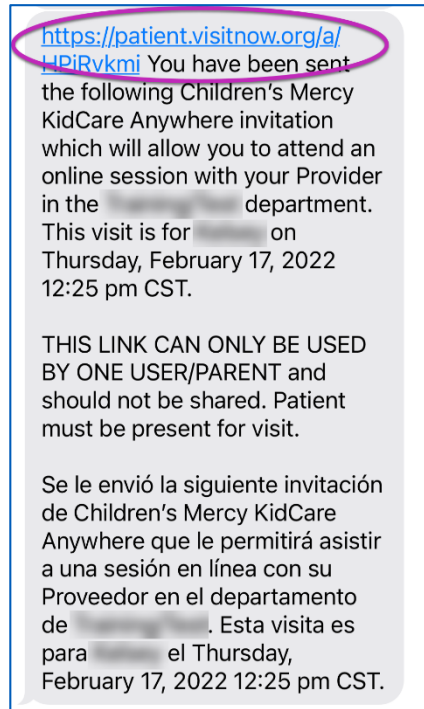 https://patient.visitnow.org/a/
HPiRvkmi You have been sent
the following Children's Mercy
KidCare Anywhere invitation
which will allow you to attend an
online session with your Provider
in the department.
This visit is for on
Thursday, February 17, 2022
12:25 pm CST.
THIS LINK CAN ONLY BE USED
BY ONE USER/PARENT and
should not be shared. Patient
must be present for visit.
Se le envió la siguiente invitación
de Children's Mercy KidCare
Anywhere que le permitirá asistir
a una sesión en línea con su
Proveedor en el departamento
de . Esta visita es
para el Thursday,
February 17, 2022 12:25 pm CST.